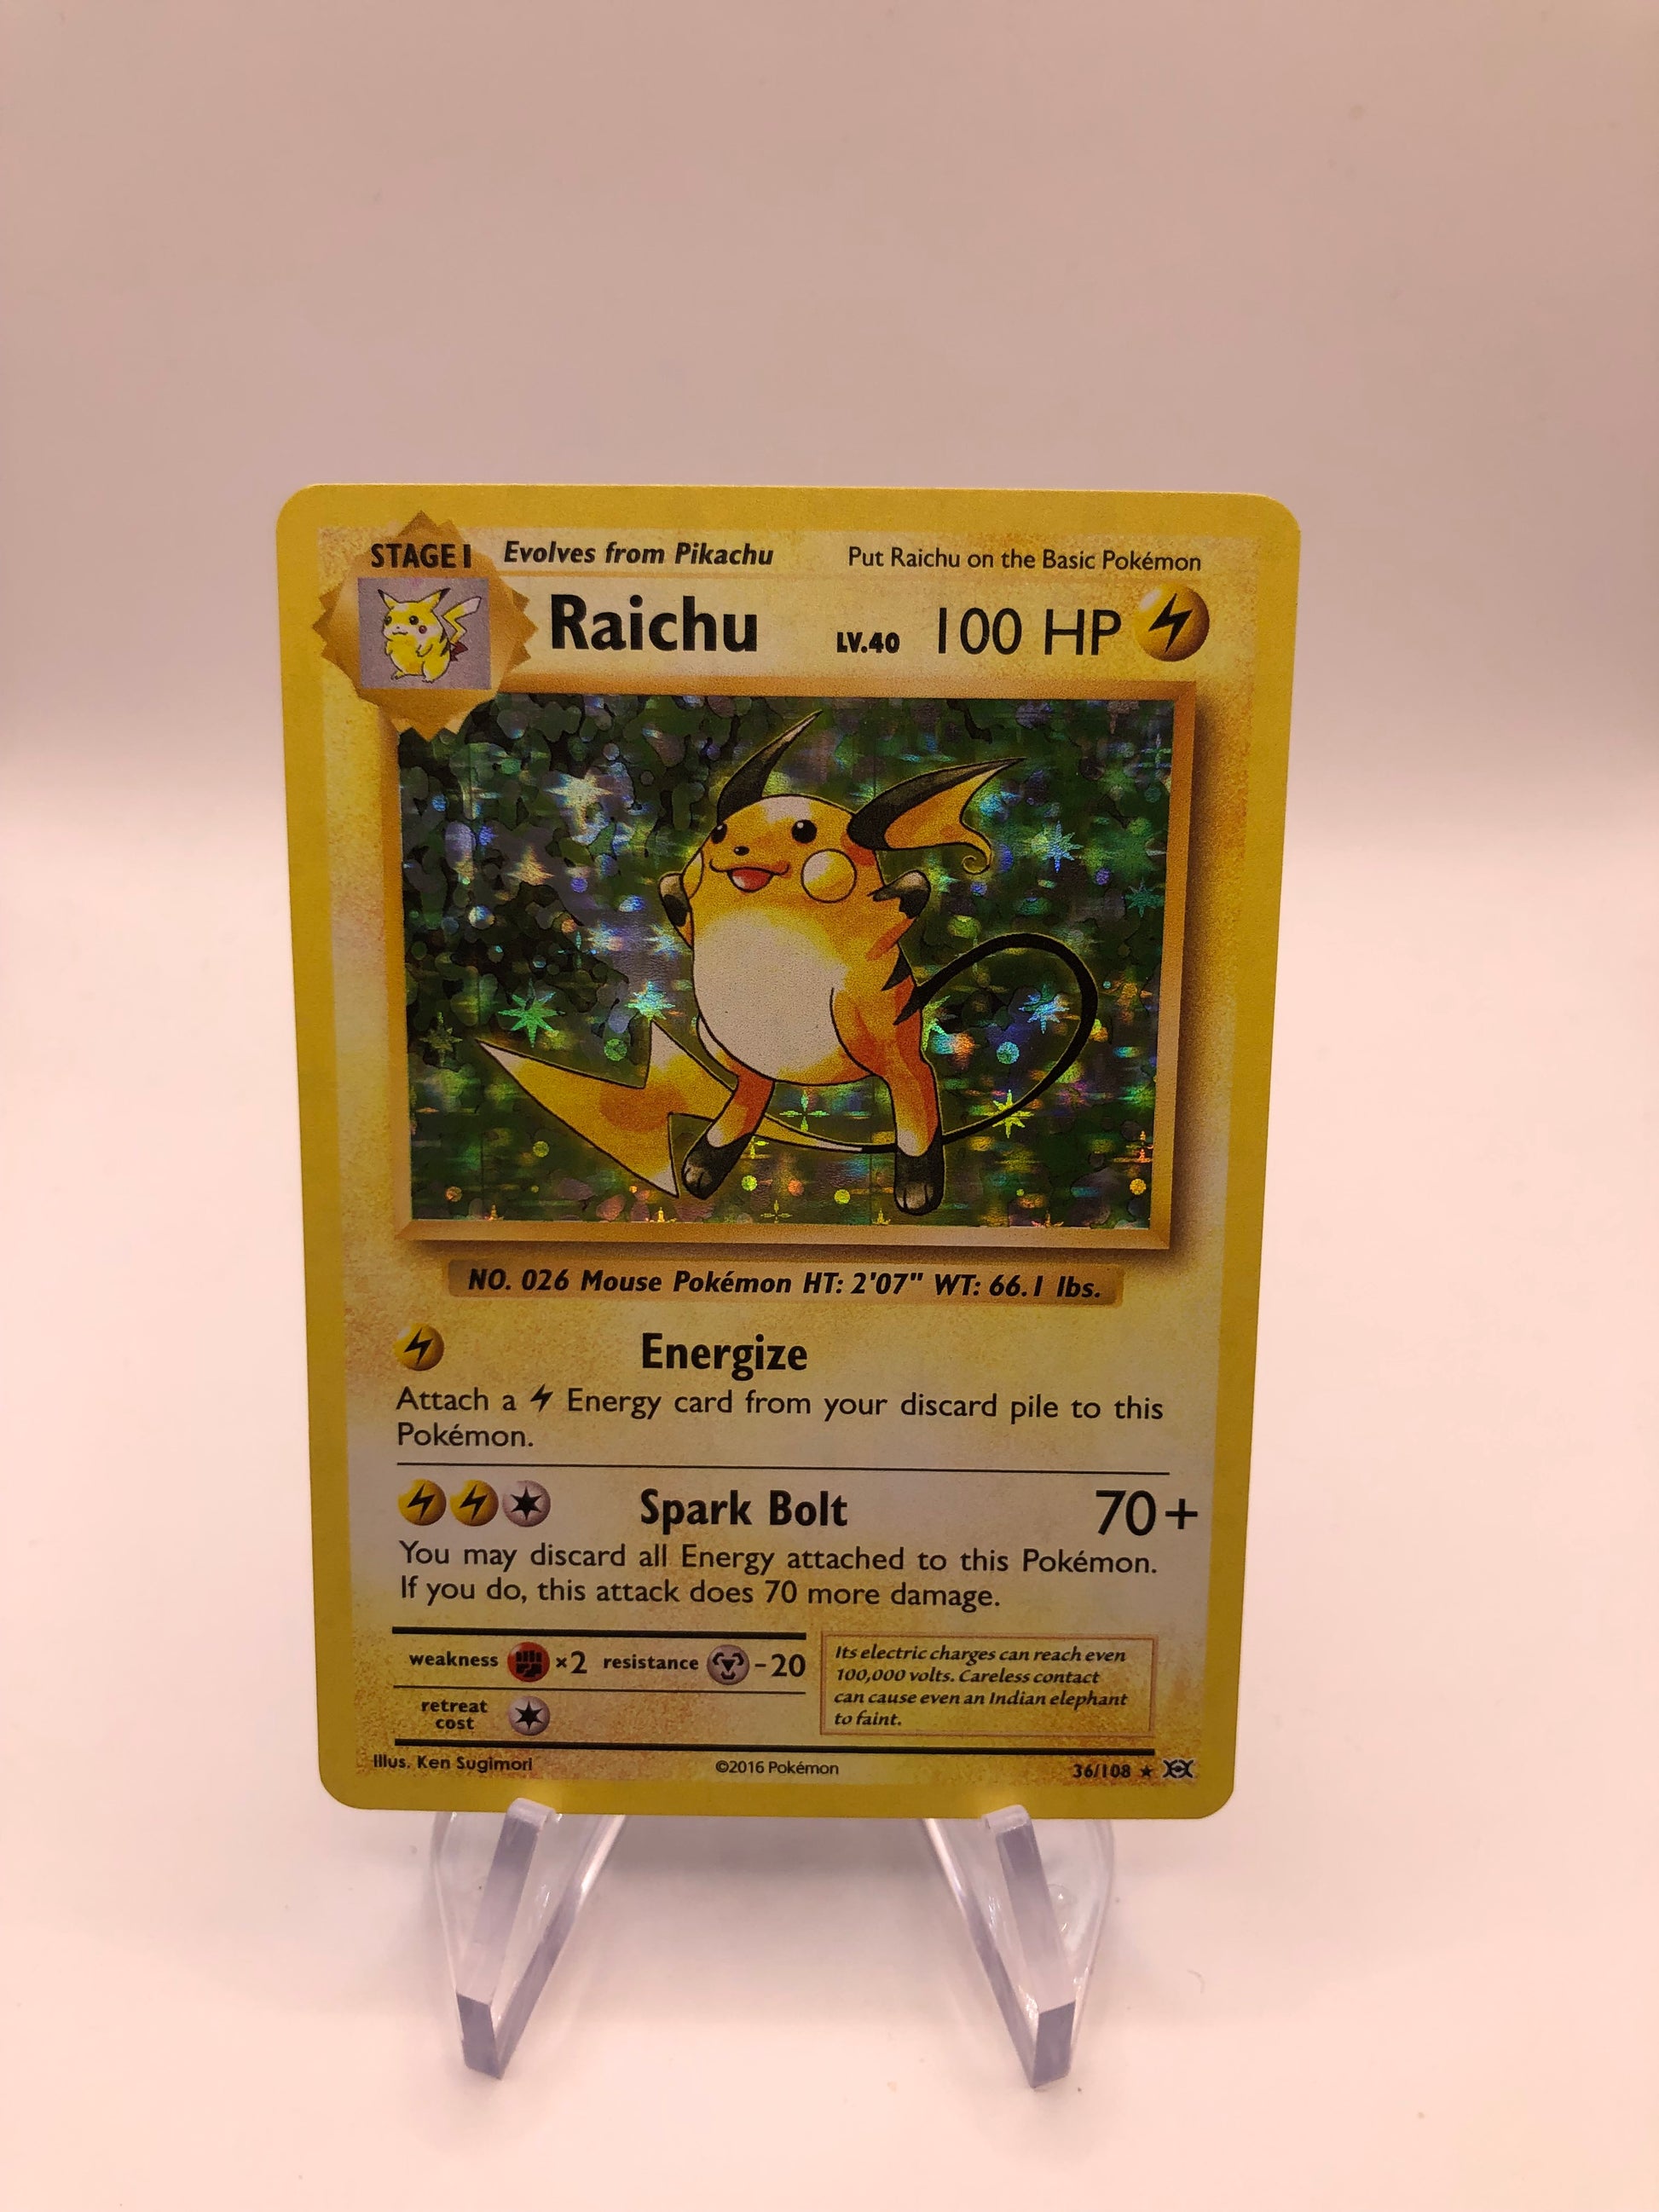 STAGE 1 Evolves from Pikachu Put Raichu on the Basic Pokémon
Raichu LV.40 100 HP
NO. 026 Mouse Pokémon HT: 2'07" WT: 66.1 lbs.
Energize
Attach a Energy card from your discard pile to this
Pokémon.
Spark Bolt 70+
You may discard all Energy attached to this Pokémon.
If you do, this attack does 70 more damage.
weakness ×2 resistance -20
retreat
cost
Its electric charges can reach even
100,000 volts. Careless contact
can cause even an Indian elephant
to faint.
Illus. Ken Sugimori ©2016 Pokémon 36/108 ★